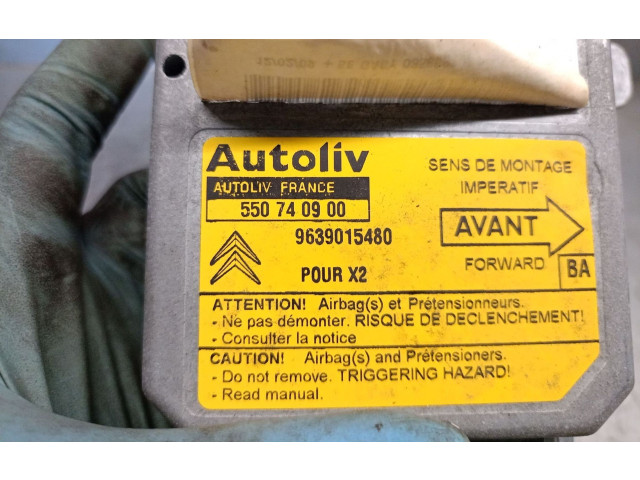 Autoliv
AUTOLIV FRANCE
550 74 09 00
9639015480
POUR X2
SENS DE MONTAGE
IMPERATIF
AVANT
FORWARD
BA
ATTENTION! Airbag(s) et Prétensionneurs.
- Ne pas démonter. RISQUE DE DECLENCHEMENT!
- Consulter la notice
CAUTION! Airbag(s) and Prétensioners.
- Do not remove. TRIGGERING HAZARD!
- Read manual.